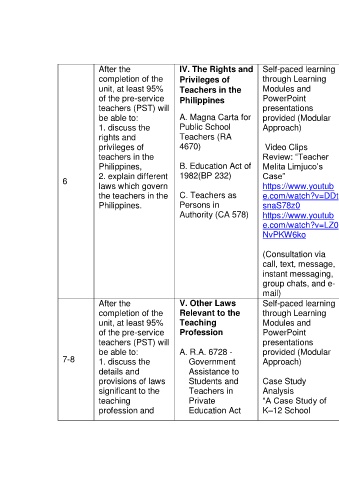 6
After the
completion of the
unit, at least 95%
of the pre-service
teachers (PST) will
be able to:
1. discuss the
rights and
privileges of
teachers in the
Philippines,
2. explain different
laws which govern
the teachers in the
Philippines.
IV. The Rights and
Privileges of
Teachers in the
Philippines
A. Magna Carta for
Public School
Teachers (RA
4670)
B. Education Act of
1982(BP 232)
C. Teachers as
Persons in
Authority (CA 578)
Self-paced learning
through Learning
Modules and
PowerPoint
presentations
provided (Modular
Approach)
Video Clips
Review: “Teacher
Melita Limjuco’s
Case”
https://www.youtub
e.com/watch?v=DDt
snaS78z0
https://www.youtub
e.com/watch?v=LZ0
NvPKW6ko
(Consultation via
call, text, message,
instant messaging,
group chats, and e-
mail)
7-8
After the
completion of the
unit, at least 95%
of the pre-service
teachers (PST) will
be able to:
1. discuss the
details and
provisions of laws
significant to the
teaching
profession and
V. Other Laws
Relevant to the
Teaching
Profession
A. R.A. 6728 -
Government
Assistance to
Students and
Teachers in
Private
Education Act
Self-paced learning
through Learning
Modules and
PowerPoint
presentations
provided (Modular
Approach)
Case Study
Analysis
“A Case Study of
K–12 School